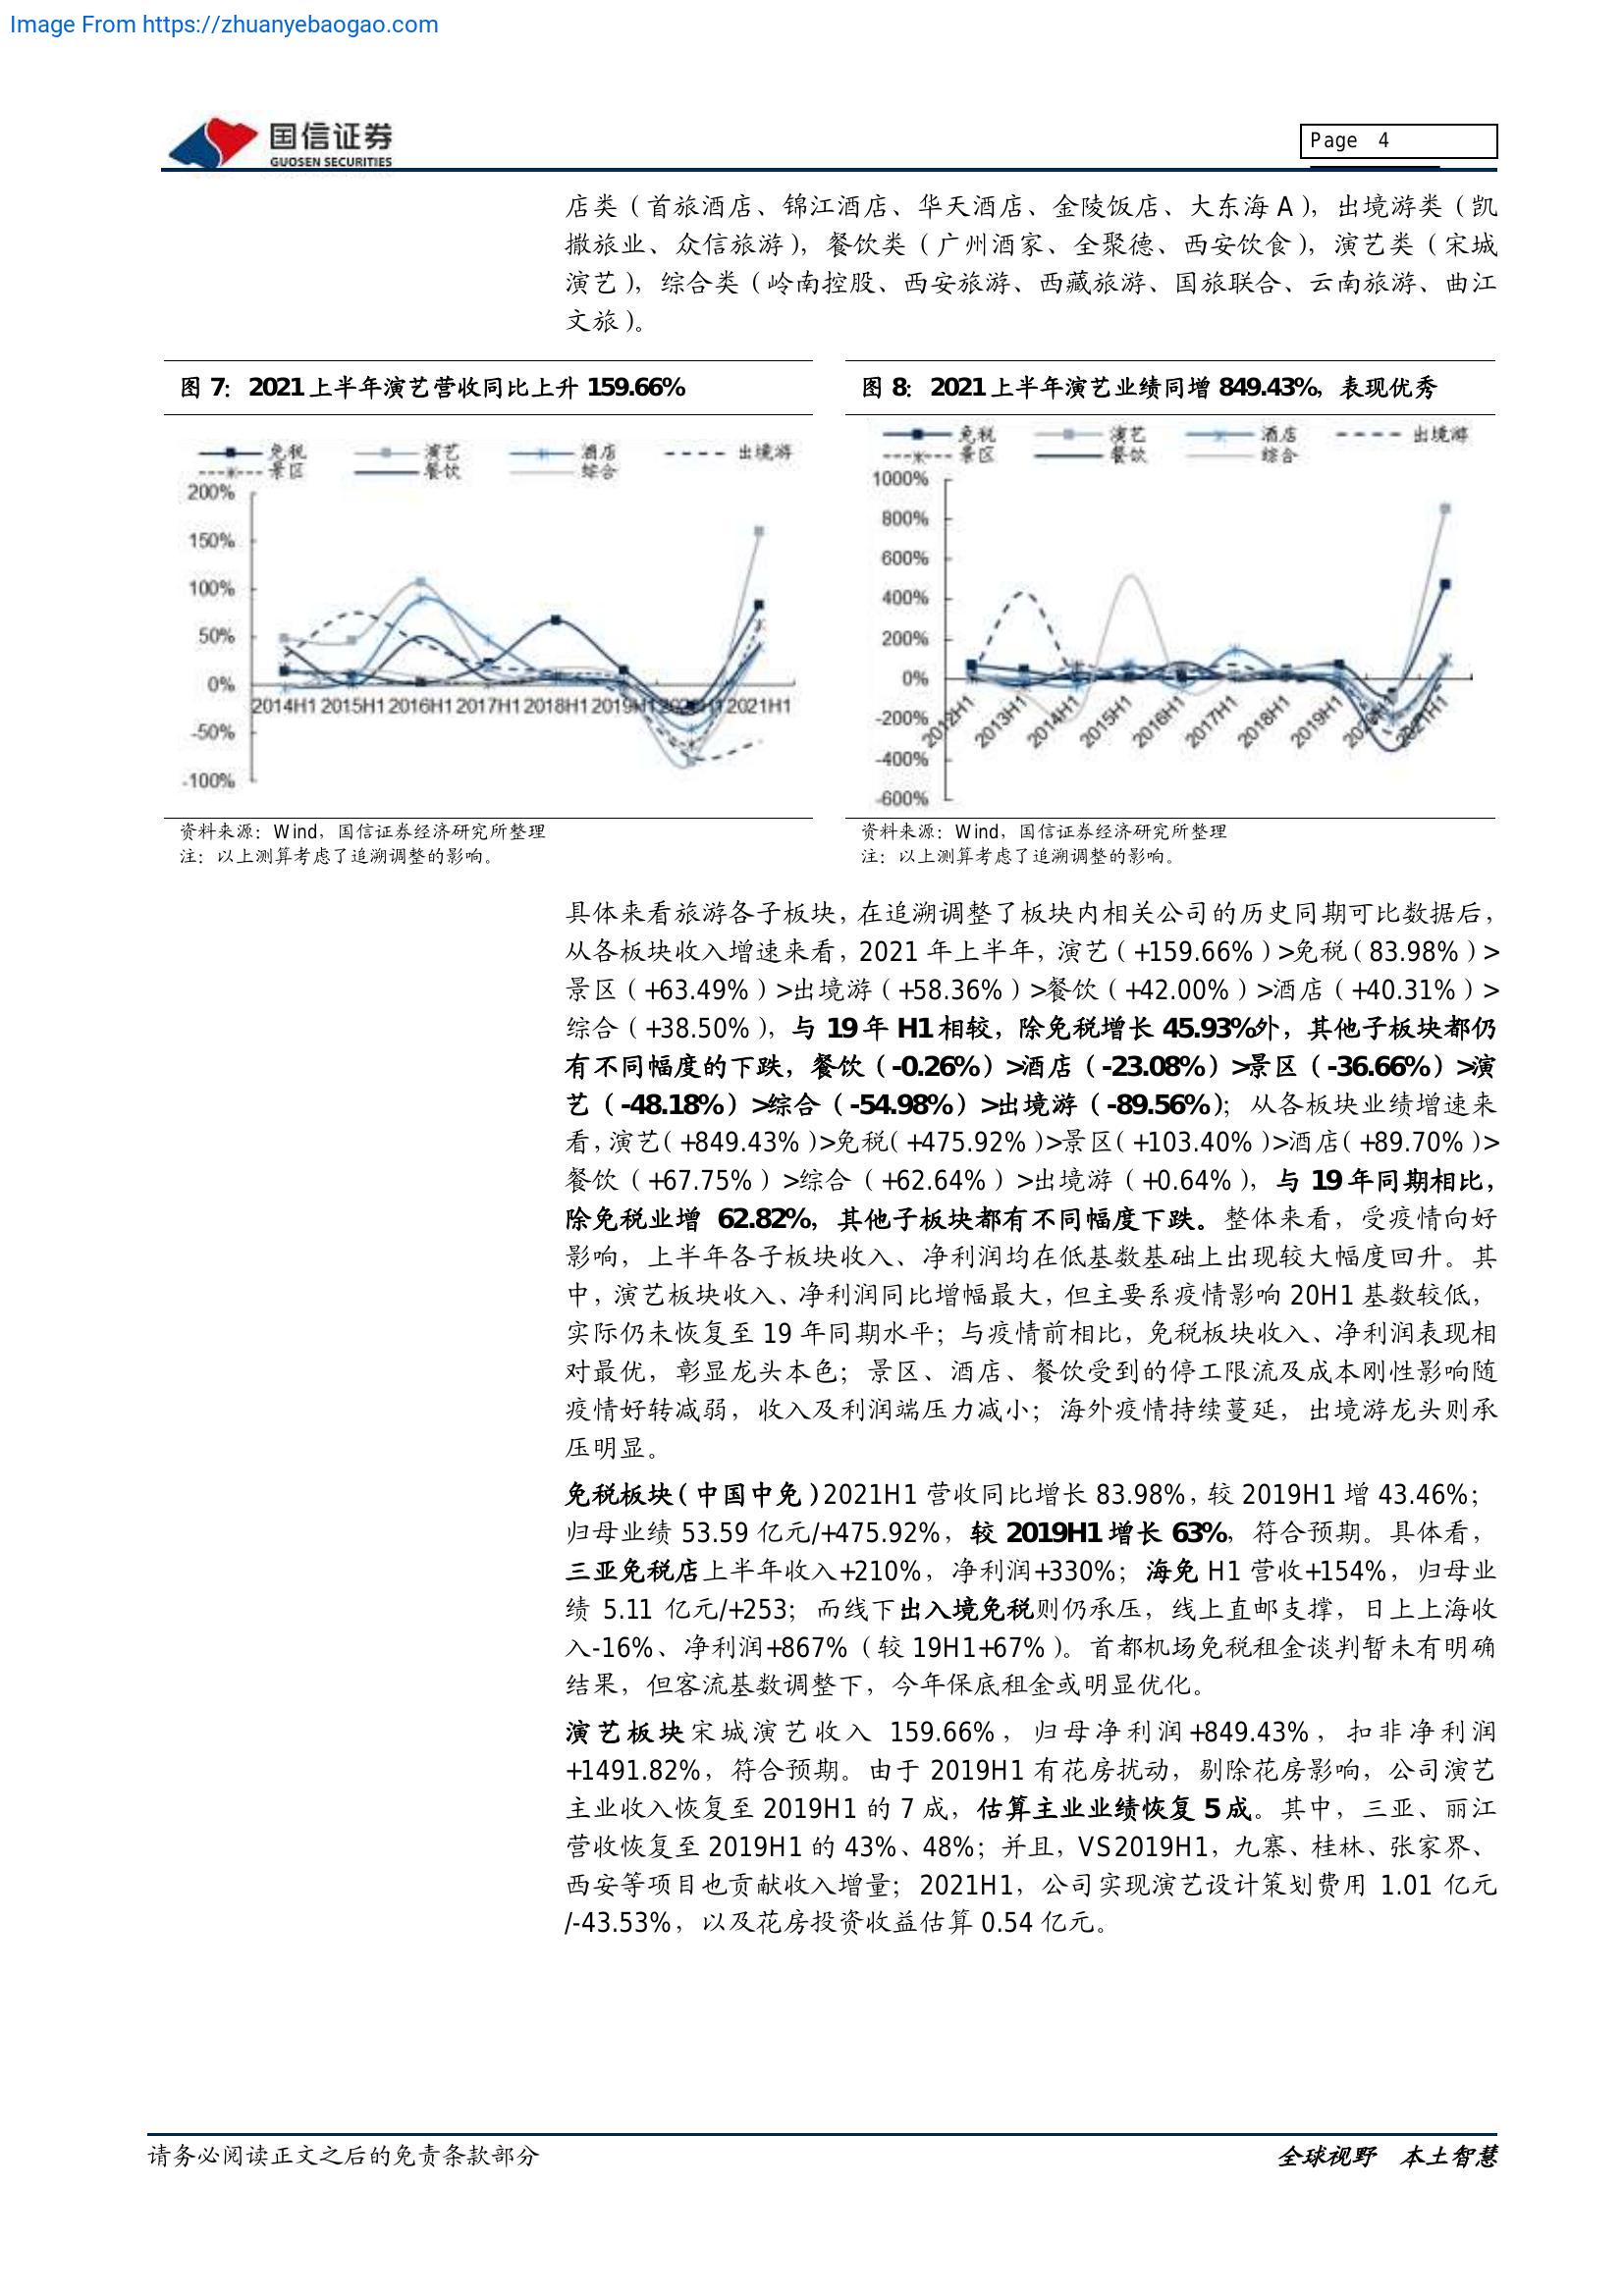 Image From https://zhuanyebaogao.com
国信证券
GUOSEN SECURITIES
Page 4
店类（首旅酒店、锦江酒店、华天酒店、金陵饭店、大东海 A），出境游类（凯
撒旅业、众信旅游），餐饮类（广州酒家、全聚德、西安饮食），演艺类（宋城
演艺），综合类（岭南控股、西安旅游、西藏旅游、国旅联合、云南旅游、曲江
文旅）。
图 7：2021 上半年演艺营收同比上升 159.66%
免税 演艺 酒店 出境游
景区 餐饮 综合
200%
150%
100%
50%
0%
2014H1 2015H1 2016H1 2017H1 2018H1 2019H1 2020H1 2021H1
-50%
-100%
资料来源：Wind，国信证券经济研究所整理
注：以上测算考虑了追溯调整的影响。
图 8：2021 上半年演艺业绩同增 849.43%，表现优秀
免税 演艺 酒店 出境游
景区 餐饮 综合
1000%
800%
600%
400%
200%
0%
-200%
-400%
-600%
2012H1 2013H1 2014H1 2015H1 2016H1 2017H1 2018H1 2019H1 2020H1 2021H1
资料来源：Wind，国信证券经济研究所整理
注：以上测算考虑了追溯调整的影响。
具体来看旅游各子板块，在追溯调整了板块内相关公司的历史同期可比数据后，
从各板块收入增速来看，2021 年上半年，演艺（+159.66%）>免税（83.98%）>
景区（+63.49%）>出境游（+58.36%）>餐饮（+42.00%）>酒店（+40.31%）>
综合（+38.50%），与 19 年 H1 相较，除免税增长 45.93%外，其他子板块都仍
有不同幅度的下跌，餐饮（-0.26%）>酒店（-23.08%）>景区（-36.66%）>演
艺（-48.18%）>综合（-54.98%）>出境游（-89.56%）；从各板块业绩增速来
看，演艺（+849.43%）>免税（+475.92%）>景区（+103.40%）>酒店（+89.70%）>
餐饮（+67.75%）>综合（+62.64%）>出境游（+0.64%），与 19 年同期相比，
除免税业增 62.82%，其他子板块都有不同幅度下跌。整体来看，受疫情向好
影响，上半年各子板块收入、净利润均在低基数基础上出现较大幅度回升。其
中，演艺板块收入、净利润同比增幅最大，但主要系疫情影响 20H1 基数较低，
实际仍未恢复至 19 年同期水平；与疫情前相比，免税板块收入、净利润表现相
对最优，彰显龙头本色；景区、酒店、餐饮受到的停工限流及成本刚性影响随
疫情好转减弱，收入及利润端压力减小；海外疫情持续蔓延，出境游龙头则承
压明显。
免税板块（中国中免）2021H1 营收同比增长 83.98%，较 2019H1 增 43.46%；
归母业绩 53.59 亿元/+475.92%，较 2019H1 增长 63%，符合预期。具体看，
三亚免税店上半年收入+210%，净利润+330%；海免 H1 营收+154%，归母业
绩 5.11 亿元/+253；而线下出入境免税则仍承压，线上直邮支撑，日上上海收
入-16%、净利润+867%（较 19H1+67%）。首都机场免税租金谈判暂未有明确
结果，但客流基数调整下，今年保底租金或明显优化。
演艺板块宋城演艺收入 159.66%，归母净利润+849.43%，扣非净利润
+1491.82%，符合预期。由于 2019H1 有花房扰动，剔除花房影响，公司演艺
主业收入恢复至 2019H1 的 7 成，估算主业业绩恢复 5 成。其中，三亚、丽江
营收恢复至 2019H1 的 43%、48%；并且，VS2019H1，九寨、桂林、张家界、
西安等项目也贡献收入增量；2021H1，公司实现演艺设计策划费用 1.01 亿元
/-43.53%，以及花房投资收益估算 0.54 亿元。
请务必阅读正文之后的免责条款部分
全球视野 本土智慧